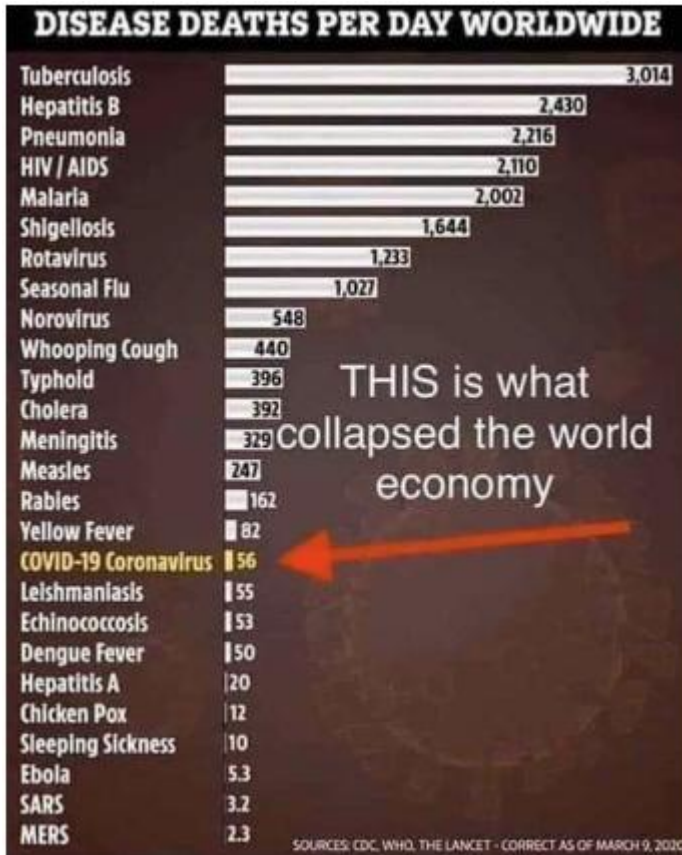 DISEASE DEATHS PER DAY WORLDWIDE
Tuberculosis 3,014
Hepatitis B 2,430
Pneumonia 2,216
HIV / AIDS 2,110
Malaria 2,002
Shigellosis 1,644
Rotavirus 1,233
Seasonal Flu 1,027
Norovirus 548
Whooping Cough 440
Typhoid 396
Cholera 392
Meningitis 329
Measles 247
Rabies 162
Yellow Fever 82
COVID-19 Coronavirus 56
Leishmaniasis 55
Echinococcosis 53
Dengue Fever 50
Hepatitis A 20
Chicken Pox 12
Sleeping Sickness 10
Ebola 5.3
SARS 3.2
MERS 2.3
THIS is what
collapsed the world
economy
SOURCES: CDC, WHO, THE LANCET - CORRECT AS OF MARCH 9, 2020